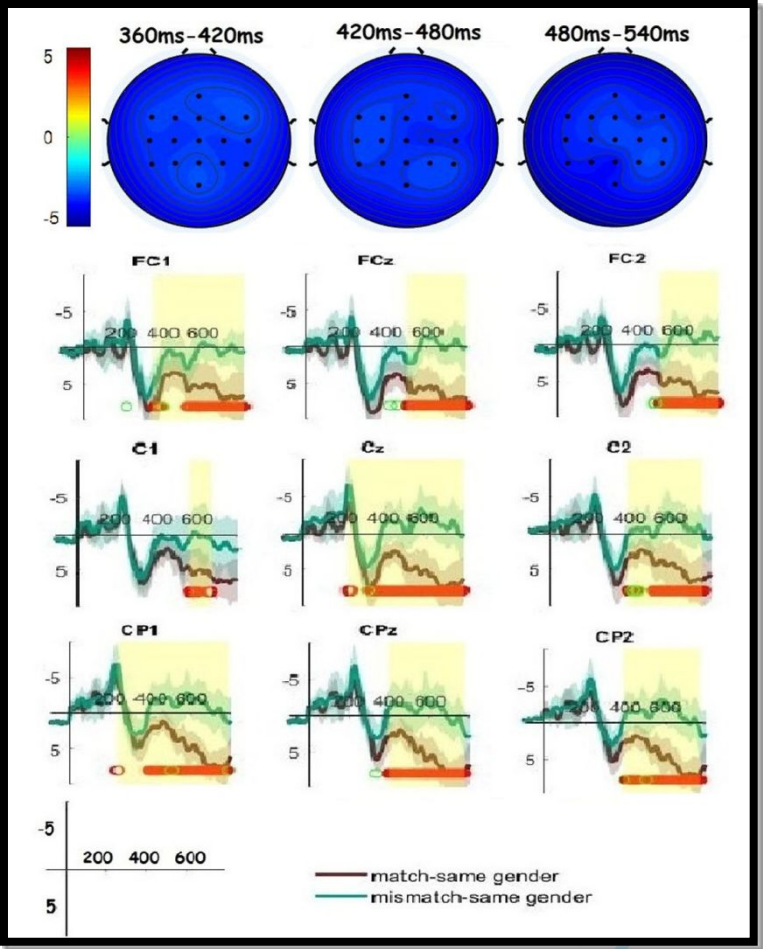 360ms-420ms 420ms-480ms 480ms-540ms
5
0
-5
FC1 FCz FC2
-5 -5 -5
200 400 600 200 400 600 200 400 600
5 5 5
C1 Cz C2
-5 -5 -5
200 400 600 200 400 600 200 400 600
5 5 5
CP1 CPz CP2
-5 -5 -5
200 400 600 200 400 600 200 400 600
5 5 5
-5
200 400 600
5
match-same gender
mismatch-same gender